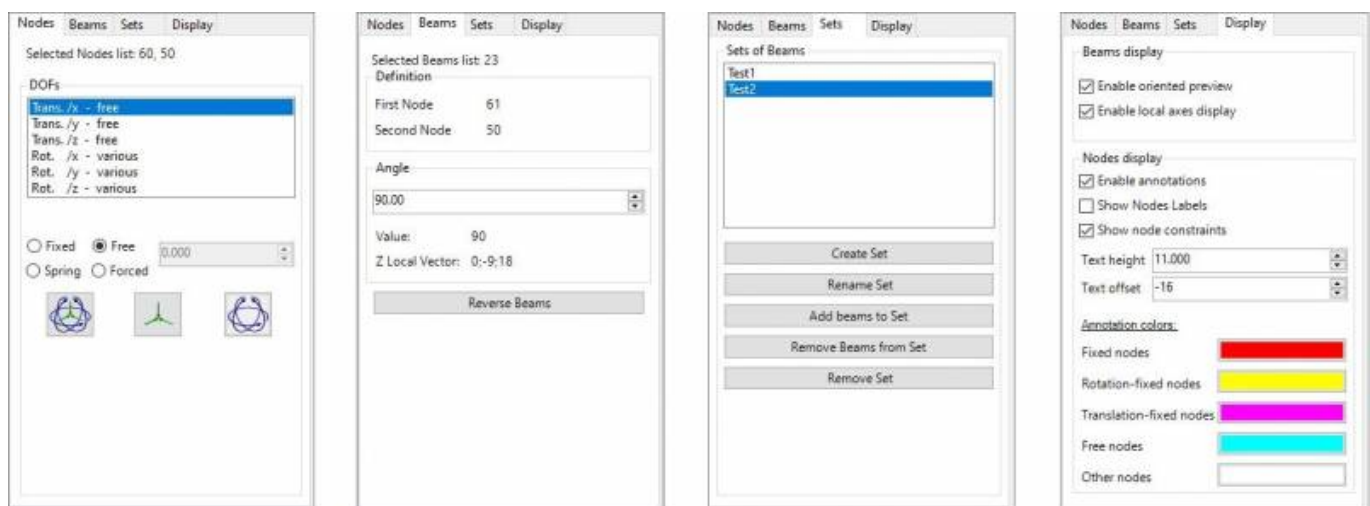 Nodes Beams Sets Display
Selected Nodes list: 60, 50
DOFs
Trans. /x - free
Trans. /y - free
Trans. /z - free
Rot. /x - various
Rot. /y - various
Rot. /z - various
Fixed Free 0.000
Spring Forced
Nodes Beams Sets Display
Selected Beams list: 23
Definition
First Node 61
Second Node 50
Angle
90.00
Value: 90
Z Local Vector: 0;-9;18
Reverse Beams
Nodes Beams Sets Display
Sets of Beams
Test1
Test2
Create Set
Rename Set
Add beams to Set
Remove Beams from Set
Remove Set
Nodes Beams Sets Display
Beams display
Enable oriented preview
Enable local axes display
Nodes display
Enable annotations
Show Nodes Labels
Show node constraints
Text height 11.000
Text offset -16
Annotation colors:
Fixed nodes
Rotation-fixed nodes
Translation-fixed nodes
Free nodes
Other nodes